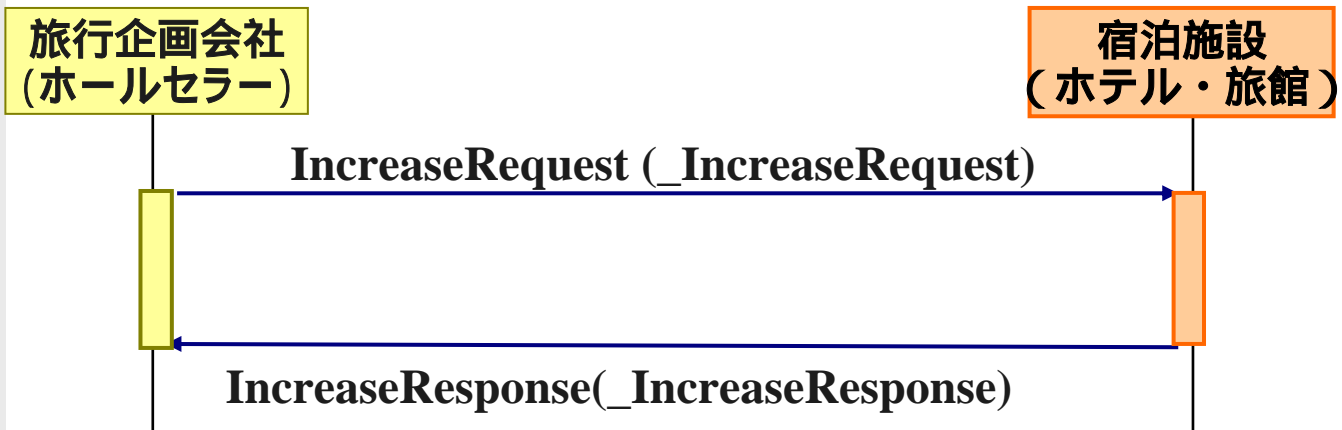 旅行企画会社
(ホールセラー)
宿泊施設
（ホテル・旅館）
IncreaseRequest (_IncreaseRequest)
IncreaseResponse(_IncreaseResponse)